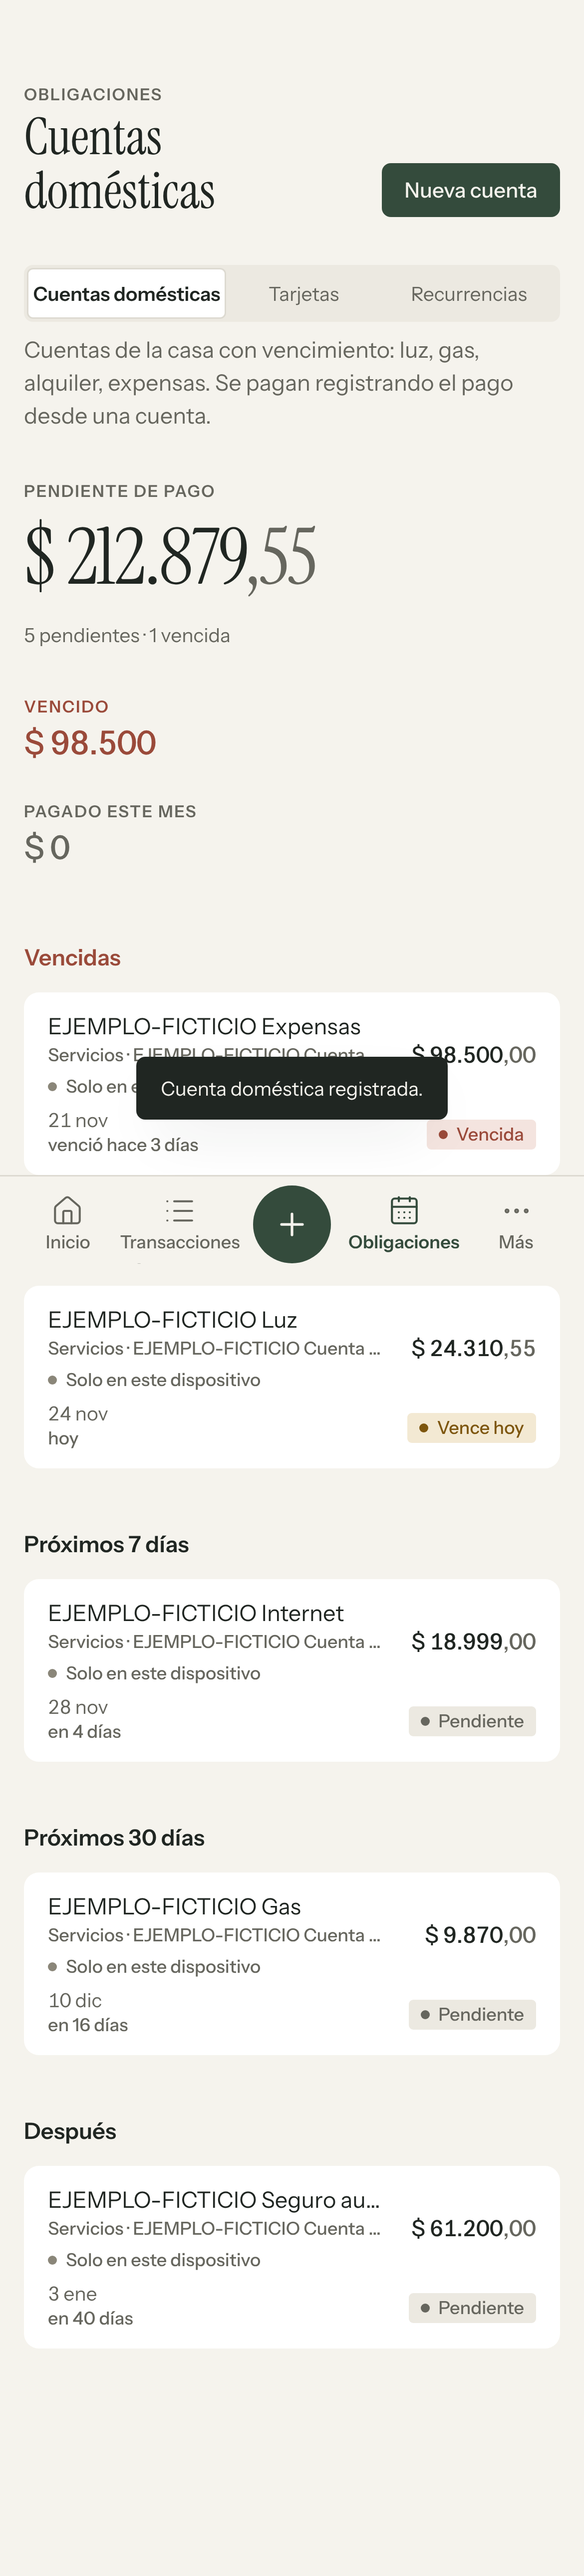 OBLIGACIONES
Cuentas
domésticas
Nueva cuenta
Cuentas domésticas
Tarjetas
Recurrencias
Cuentas de la casa con vencimiento: luz, gas,
alquiler, expensas. Se pagan registrando el pago
desde una cuenta.
PENDIENTE DE PAGO
$ 212.879,55
5 pendientes · 1 vencida
VENCIDO
$ 98.500
PAGADO ESTE MES
$ 0
Vencidas
EJEMPLO-FICTICIO Expensas
Servicios · EJEMPLO-FICTICIO Cuenta ...
$ 98.500,00
Solo en e
Cuenta doméstica registrada.
21 nov
venció hace 3 días
Vencida
Inicio
Transacciones
Obligaciones
Más
EJEMPLO-FICTICIO Luz
Servicios · EJEMPLO-FICTICIO Cuenta ...
$ 24.310,55
Solo en este dispositivo
24 nov
hoy
Vence hoy
Próximos 7 días
EJEMPLO-FICTICIO Internet
Servicios · EJEMPLO-FICTICIO Cuenta ...
$ 18.999,00
Solo en este dispositivo
28 nov
en 4 días
Pendiente
Próximos 30 días
EJEMPLO-FICTICIO Gas
Servicios · EJEMPLO-FICTICIO Cuenta ...
$ 9.870,00
Solo en este dispositivo
10 dic
en 16 días
Pendiente
Después
EJEMPLO-FICTICIO Seguro au...
Servicios · EJEMPLO-FICTICIO Cuenta ...
$ 61.200,00
Solo en este dispositivo
3 ene
en 40 días
Pendiente